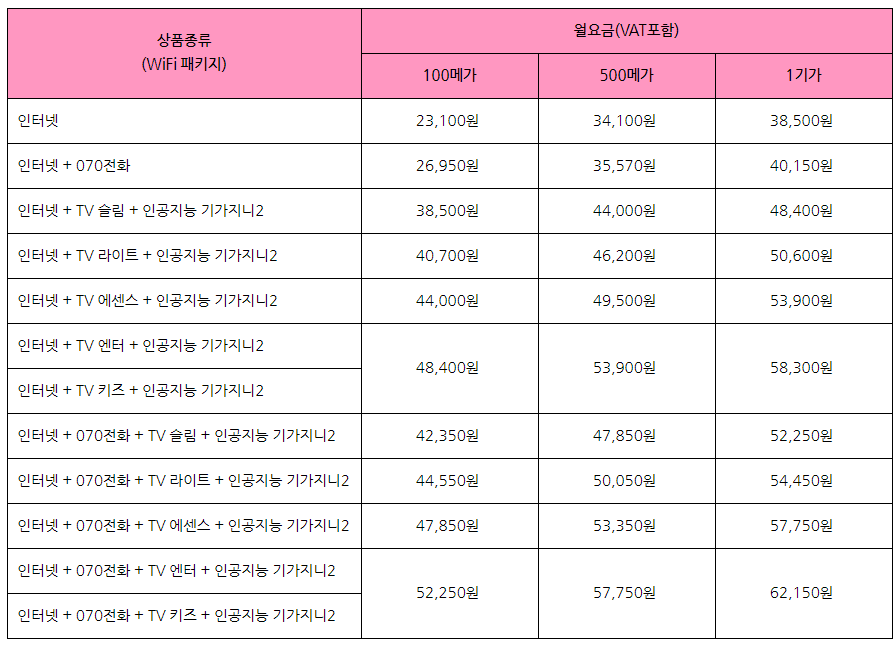 상품종류
(WiFi 패키지)
월요금(VAT포함)
100메가 500메가 1기가
인터넷 23,100원 34,100원 38,500원
인터넷 + 070전화 26,950원 35,570원 40,150원
인터넷 + TV 슬림 + 인공지능 기가지니2 38,500원 44,000원 48,400원
인터넷 + TV 라이트 + 인공지능 기가지니2 40,700원 46,200원 50,600원
인터넷 + TV 에센스 + 인공지능 기가지니2 44,000원 49,500원 53,900원
인터넷 + TV 엔터 + 인공지능 기가지니2
48,400원 53,900원 58,300원
인터넷 + TV 키즈 + 인공지능 기가지니2
인터넷 + 070전화 + TV 슬림 + 인공지능 기가지니2 42,350원 47,850원 52,250원
인터넷 + 070전화 + TV 라이트 + 인공지능 기가지니2 44,550원 50,050원 54,450원
인터넷 + 070전화 + TV 에센스 + 인공지능 기가지니2 47,850원 53,350원 57,750원
인터넷 + 070전화 + TV 엔터 + 인공지능 기가지니2
52,250원 57,750원 62,150원
인터넷 + 070전화 + TV 키즈 + 인공지능 기가지니2